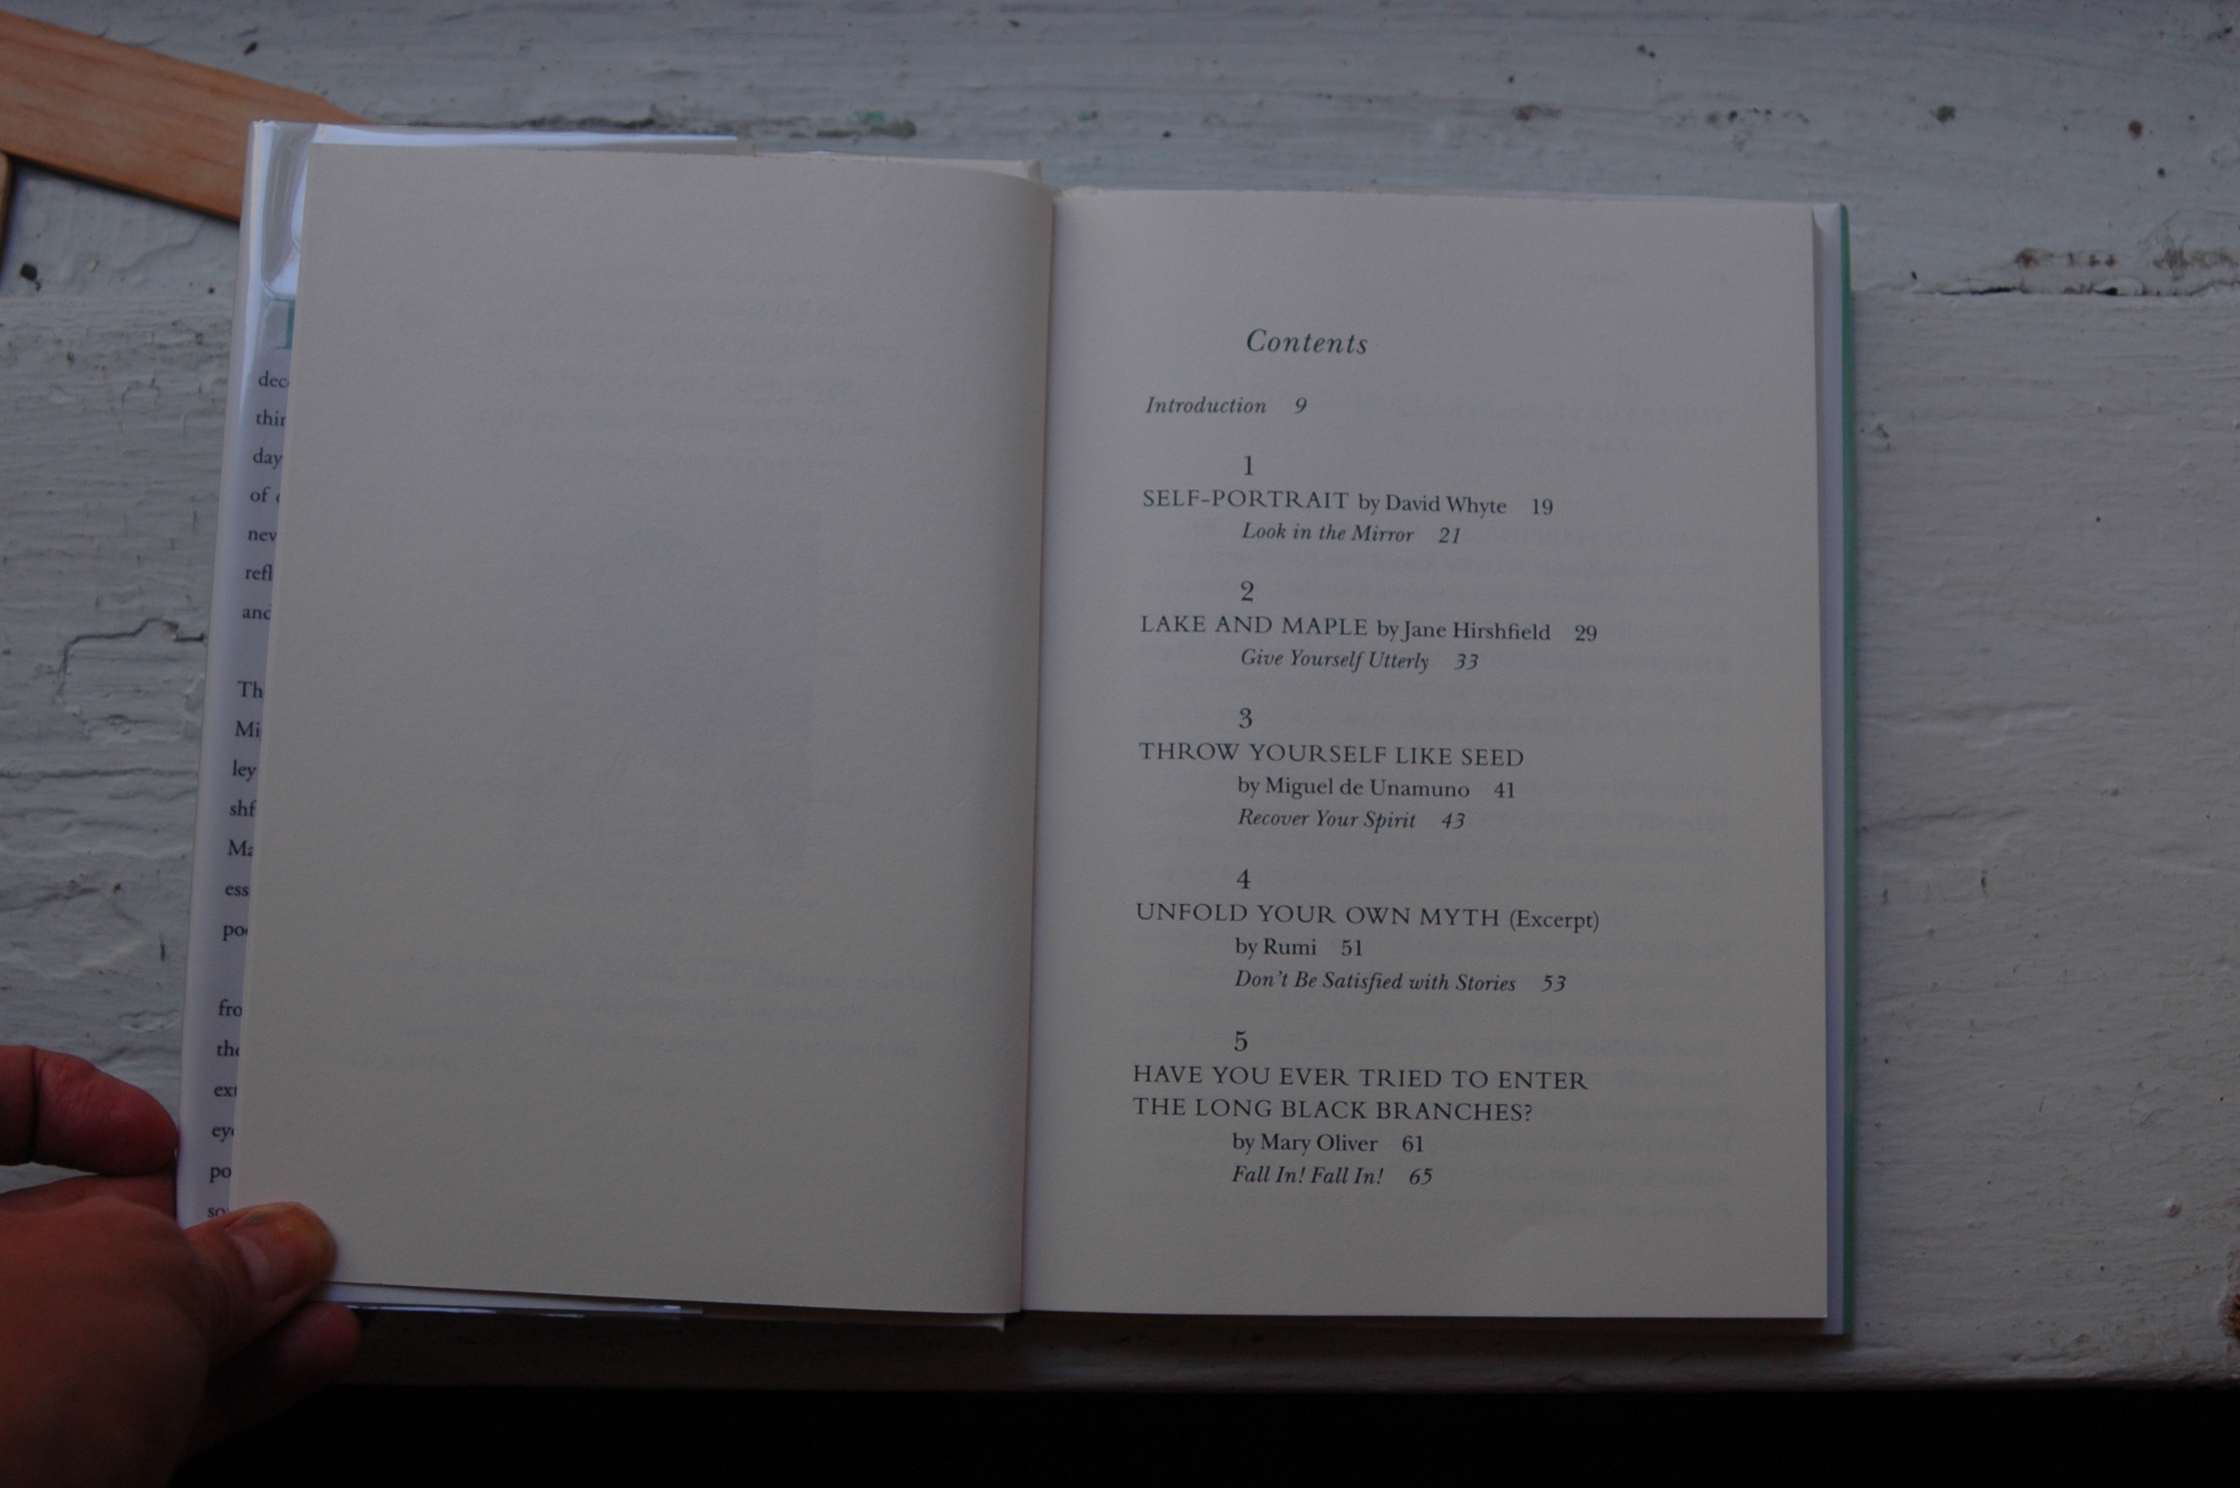 Contents
Introduction 9
1
SELF-PORTRAIT by David Whyte 19
Look in the Mirror 21
2
LAKE AND MAPLE by Jane Hirshfield 29
Give Yourself Utterly 33
3
THROW YOURSELF LIKE SEED
by Miguel de Unamuno 41
Recover Your Spirit 43
4
UNFOLD YOUR OWN MYTH (Excerpt)
by Rumi 51
Don't Be Satisfied with Stories 53
5
HAVE YOU EVER TRIED TO ENTER
THE LONG BLACK BRANCHES?
by Mary Oliver 61
Fall In! Fall In! 65
dec
thir
day
of
nev
refl
and
Th
Mi
ley
shf
Ma
ess
po
fro
the
ex
eye
po
so